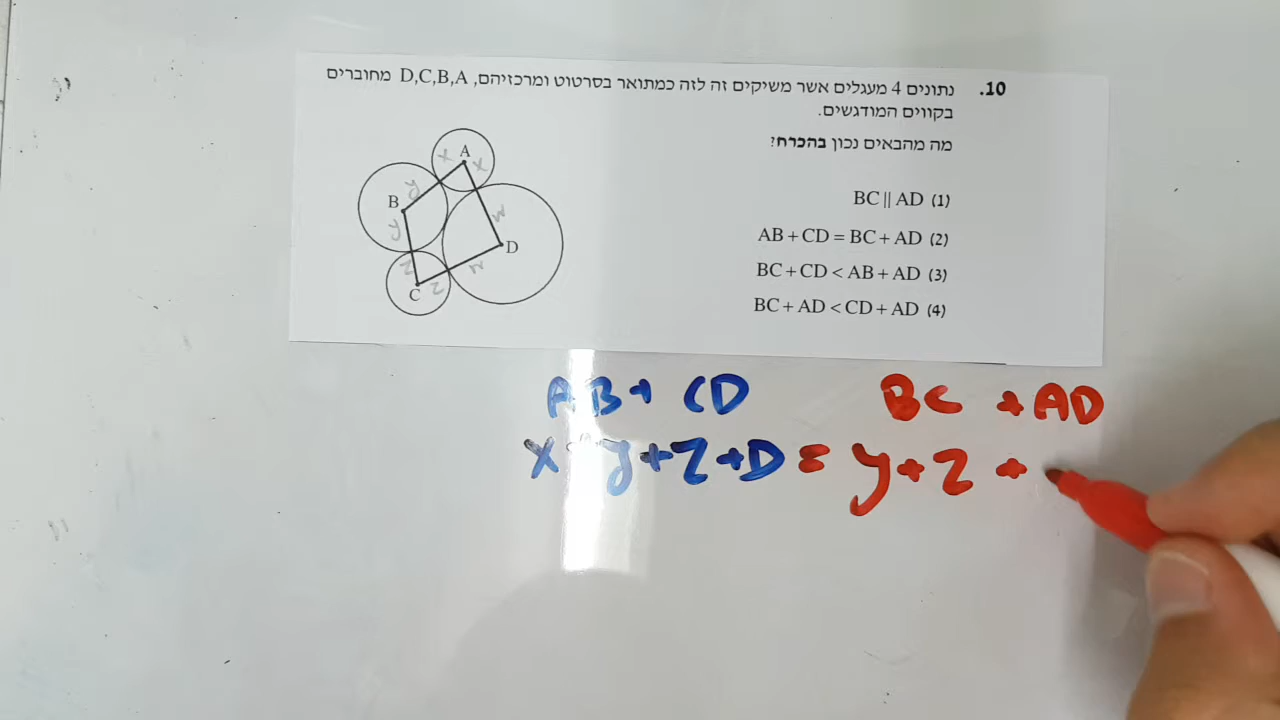 10. נתונים 4 מעגלים אשר משיקים זה לזה כמתואר בסרטוט ומרכזיהם, D,C,B,A מחוברים
בקווים המודגשים.
מה מהבאים נכון בהכרח?
BC || AD (1)
AB + CD = BC + AD (2)
BC + CD < AB + AD (3)
BC + AD < CD + AD (4)
A
x
x
y
B
y
w
D
z
w
C
z
AB + CD
BC + AD
x + y + z + D = y + z +